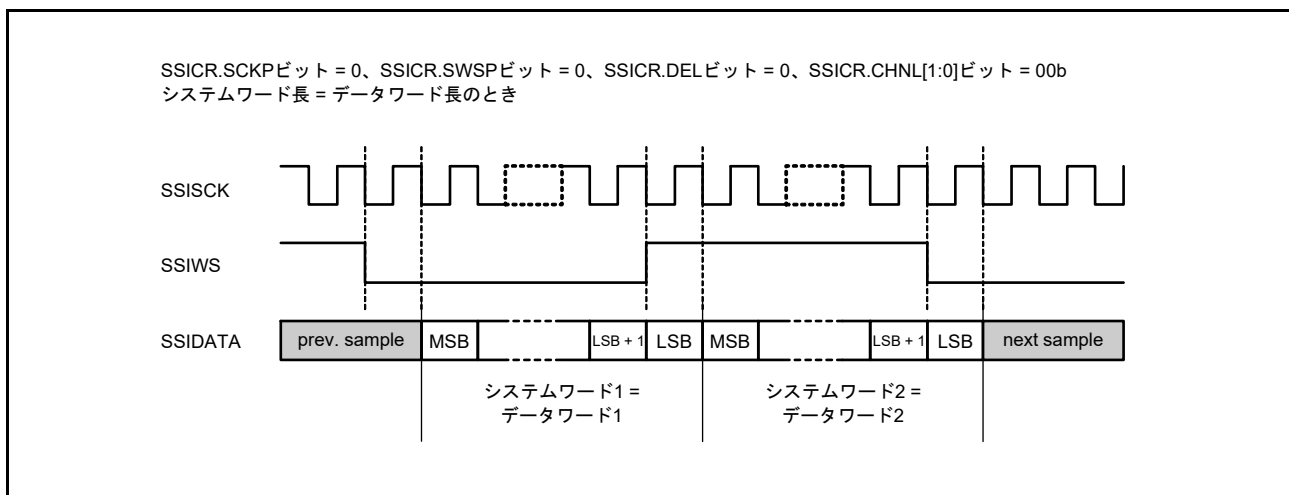 SSICR.SCKPビット = 0、SSICR.SWSPビット = 0、SSICR.DELビット = 0、SSICR.CHNL[1:0]ビット = 00b
システムワード長 = データワード長のとき
SSISCK
SSIWS
SSIDATA
prev. sample MSB LSB + 1 LSB MSB LSB + 1 LSB next sample
システムワード1 =
データワード1
システムワード2 =
データワード2